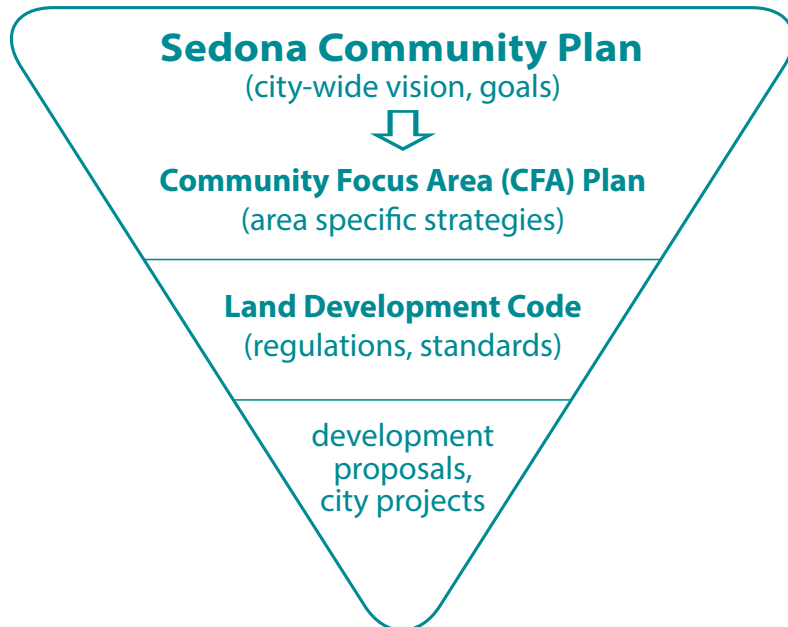 Sedona Community Plan
(city-wide vision, goals)
Community Focus Area (CFA) Plan
(area specific strategies)
Land Development Code
(regulations, standards)
development
proposals,
city projects